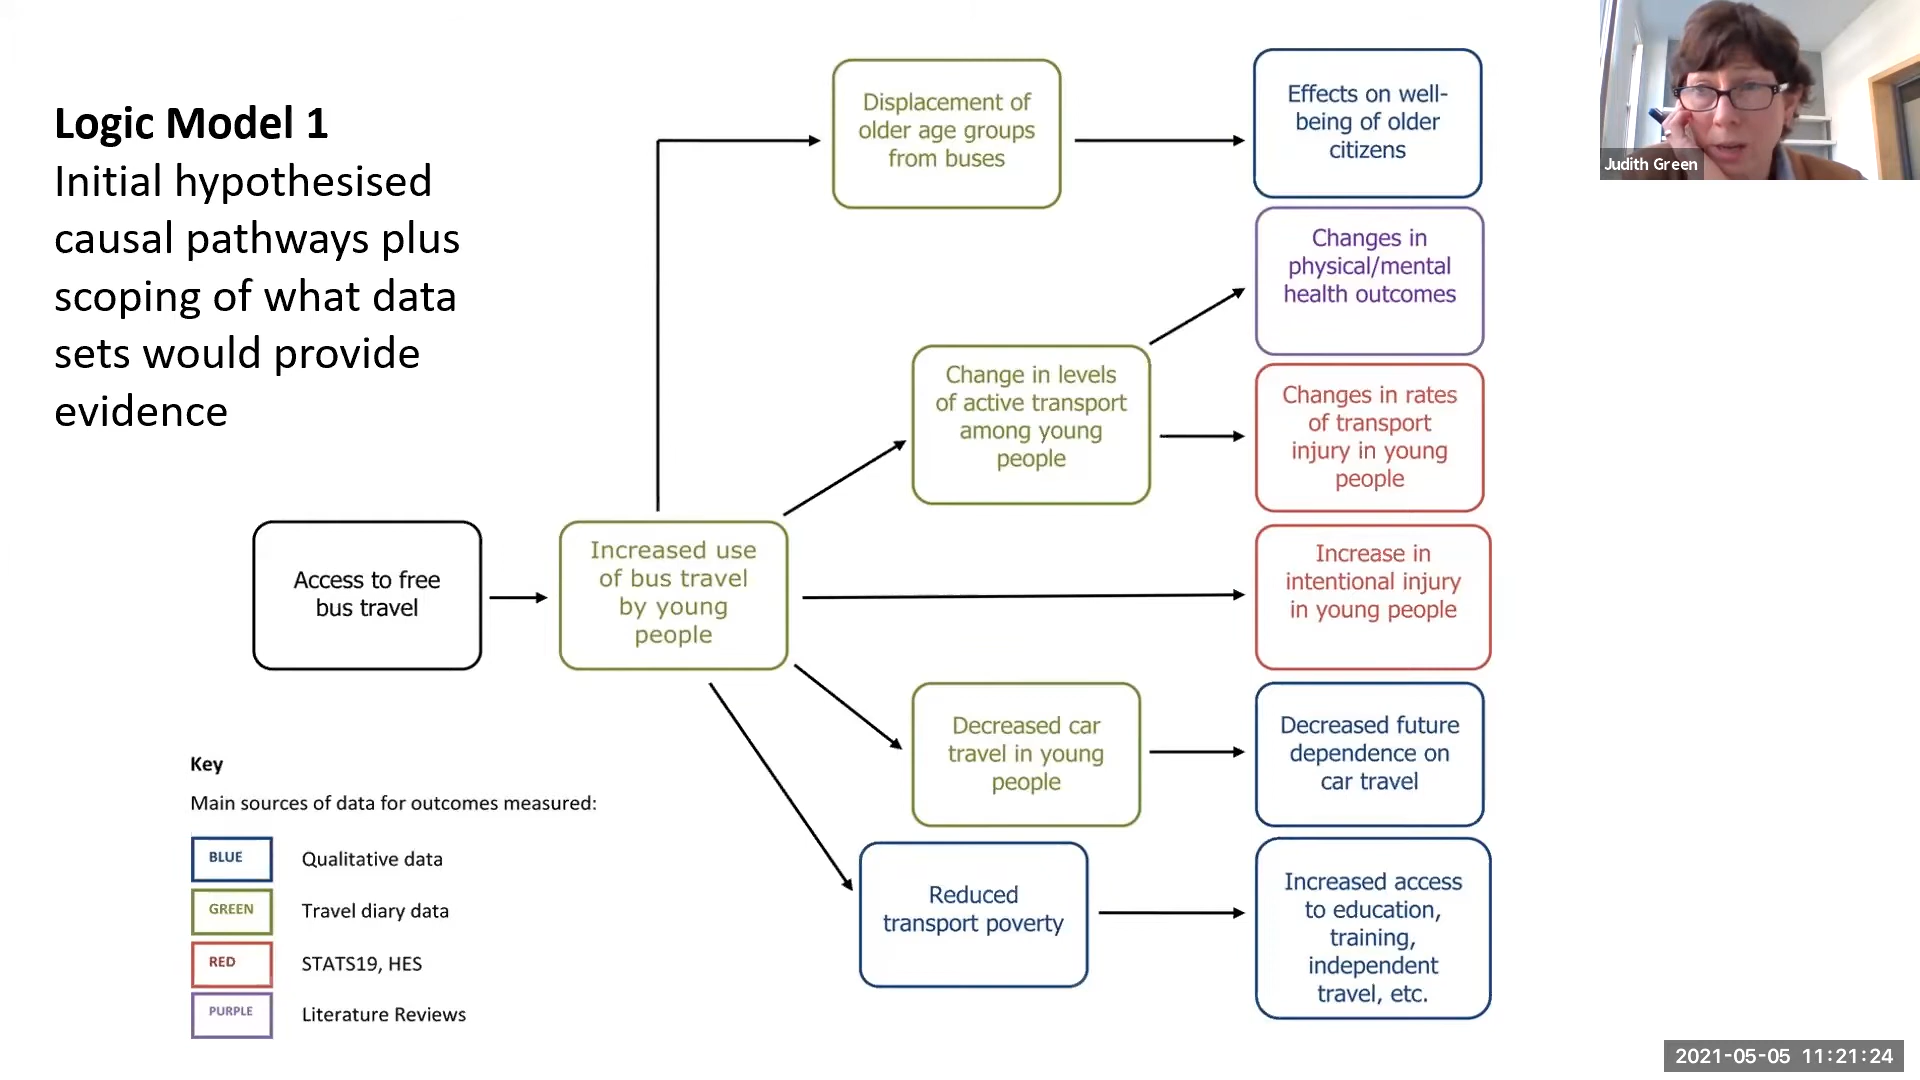 Logic Model 1
Initial hypothesised
causal pathways plus
scoping of what data
sets would provide
evidence
Displacement of
older age groups
from buses
Effects on well-
being of older
citizens
Judith Green
Changes in
physical/mental
health outcomes
Change in levels
of active transport
among young
people
Changes in rates
of transport
injury in young
people
Access to free
bus travel
Increased use
of bus travel
by young
people
Increase in
intentional injury
in young people
Decreased car
travel in young
people
Decreased future
dependence on
car travel
Reduced
transport poverty
Increased access
to education,
training,
independent
travel, etc.
Key
Main sources of data for outcomes measured:
BLUE Qualitative data
GREEN Travel diary data
RED STATS19, HES
PURPLE Literature Reviews
2021-05-05 11:21:24